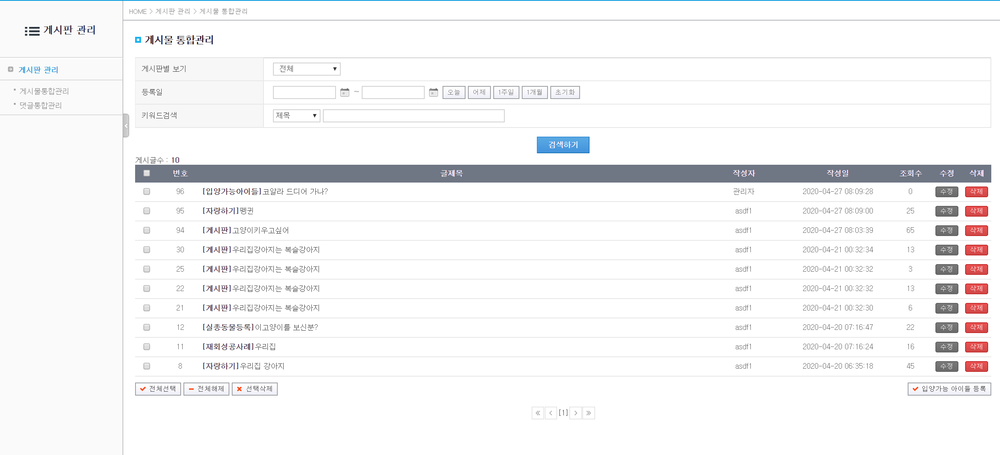 HOME > 게시판 관리 > 게시물 통합관리
게시판 관리
게시판 관리
게시물통합관리
댓글통합관리
게시물 통합관리
게시판별 보기 전체
등록일 ~ 오늘 어제 1주일 1개월 초기화
키워드검색 제목
검색하기
게시글수 : 10
번호 글제목 작성자 작성일 조회수 수정 삭제
96 [입양가능아이들]코알라 드디어 가나? 관리자 2020-04-27 08:09:28 0 수정 삭제
95 [자랑하기]펭귄 asdf1 2020-04-27 08:09:00 25 수정 삭제
94 [게시판]고양이키우고싶어 asdf1 2020-04-27 08:03:39 65 수정 삭제
30 [게시판]우리집강아지는 복슬강아지 asdf1 2020-04-21 00:32:34 13 수정 삭제
25 [게시판]우리집강아지는 복슬강아지 asdf1 2020-04-21 00:32:32 3 수정 삭제
22 [게시판]우리집강아지는 복슬강아지 asdf1 2020-04-21 00:32:32 13 수정 삭제
21 [게시판]우리집강아지는 복슬강아지 asdf1 2020-04-21 00:32:30 6 수정 삭제
12 [실종동물등록]이고양이를 보신분? asdf1 2020-04-20 07:16:47 22 수정 삭제
11 [재회성공사례]우리집 asdf1 2020-04-20 07:16:24 16 수정 삭제
8 [자랑하기]우리집 강아지 asdf1 2020-04-20 06:35:18 45 수정 삭제
전체선택 전체해제 선택삭제 입양가능 아이들 등록
[1]